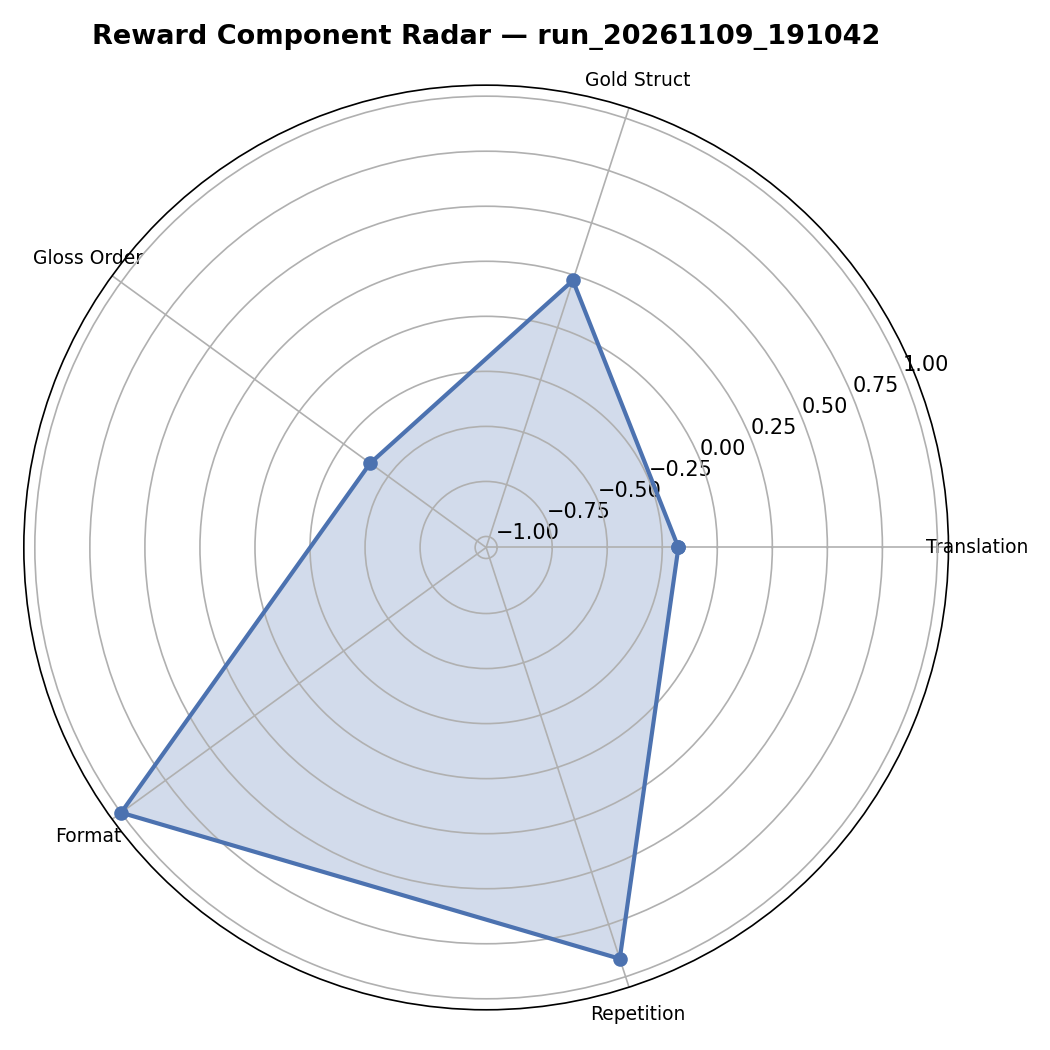 Reward Component Radar — run_20261109_191042
Gold Struct
Gloss Order
1.00
0.75
0.50
0.25
0.00
−0.25
−0.50
−0.75
−1.00
Translation
Format
Repetition